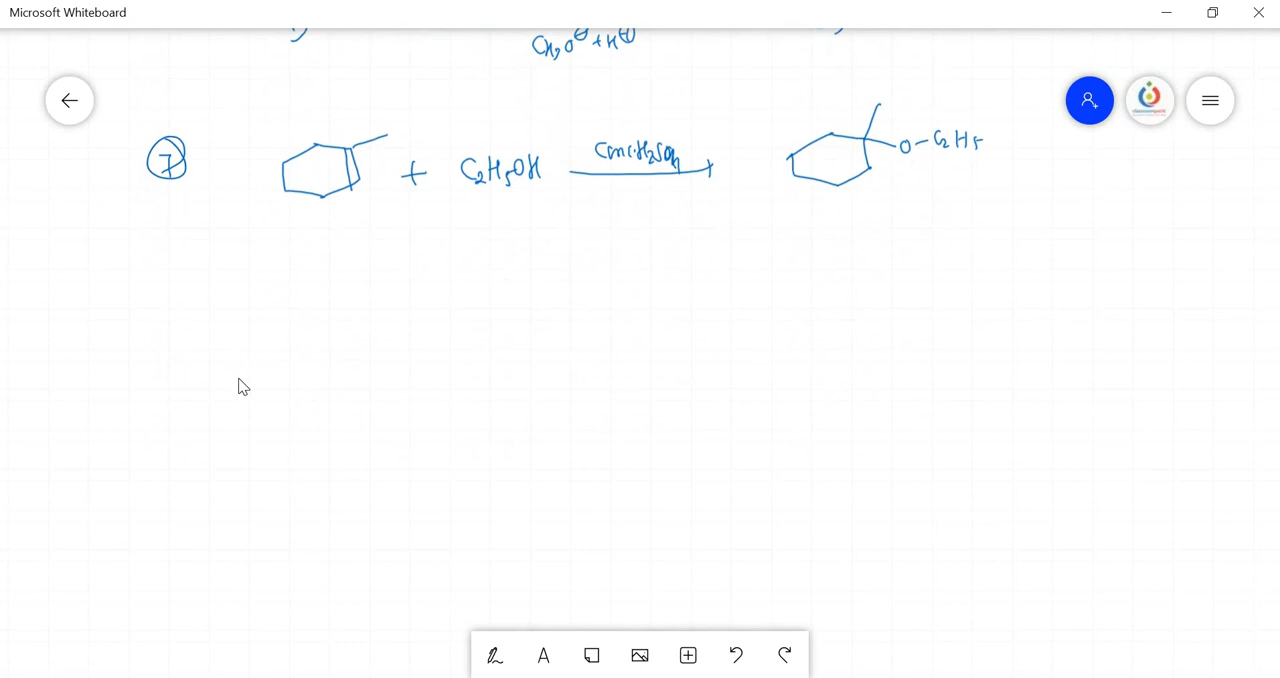 Microsoft Whiteboard
CH₃O⊖ + H⊕
7 + C₂H₅OH Conc·H₂SO₄ O-C₂H₅
A